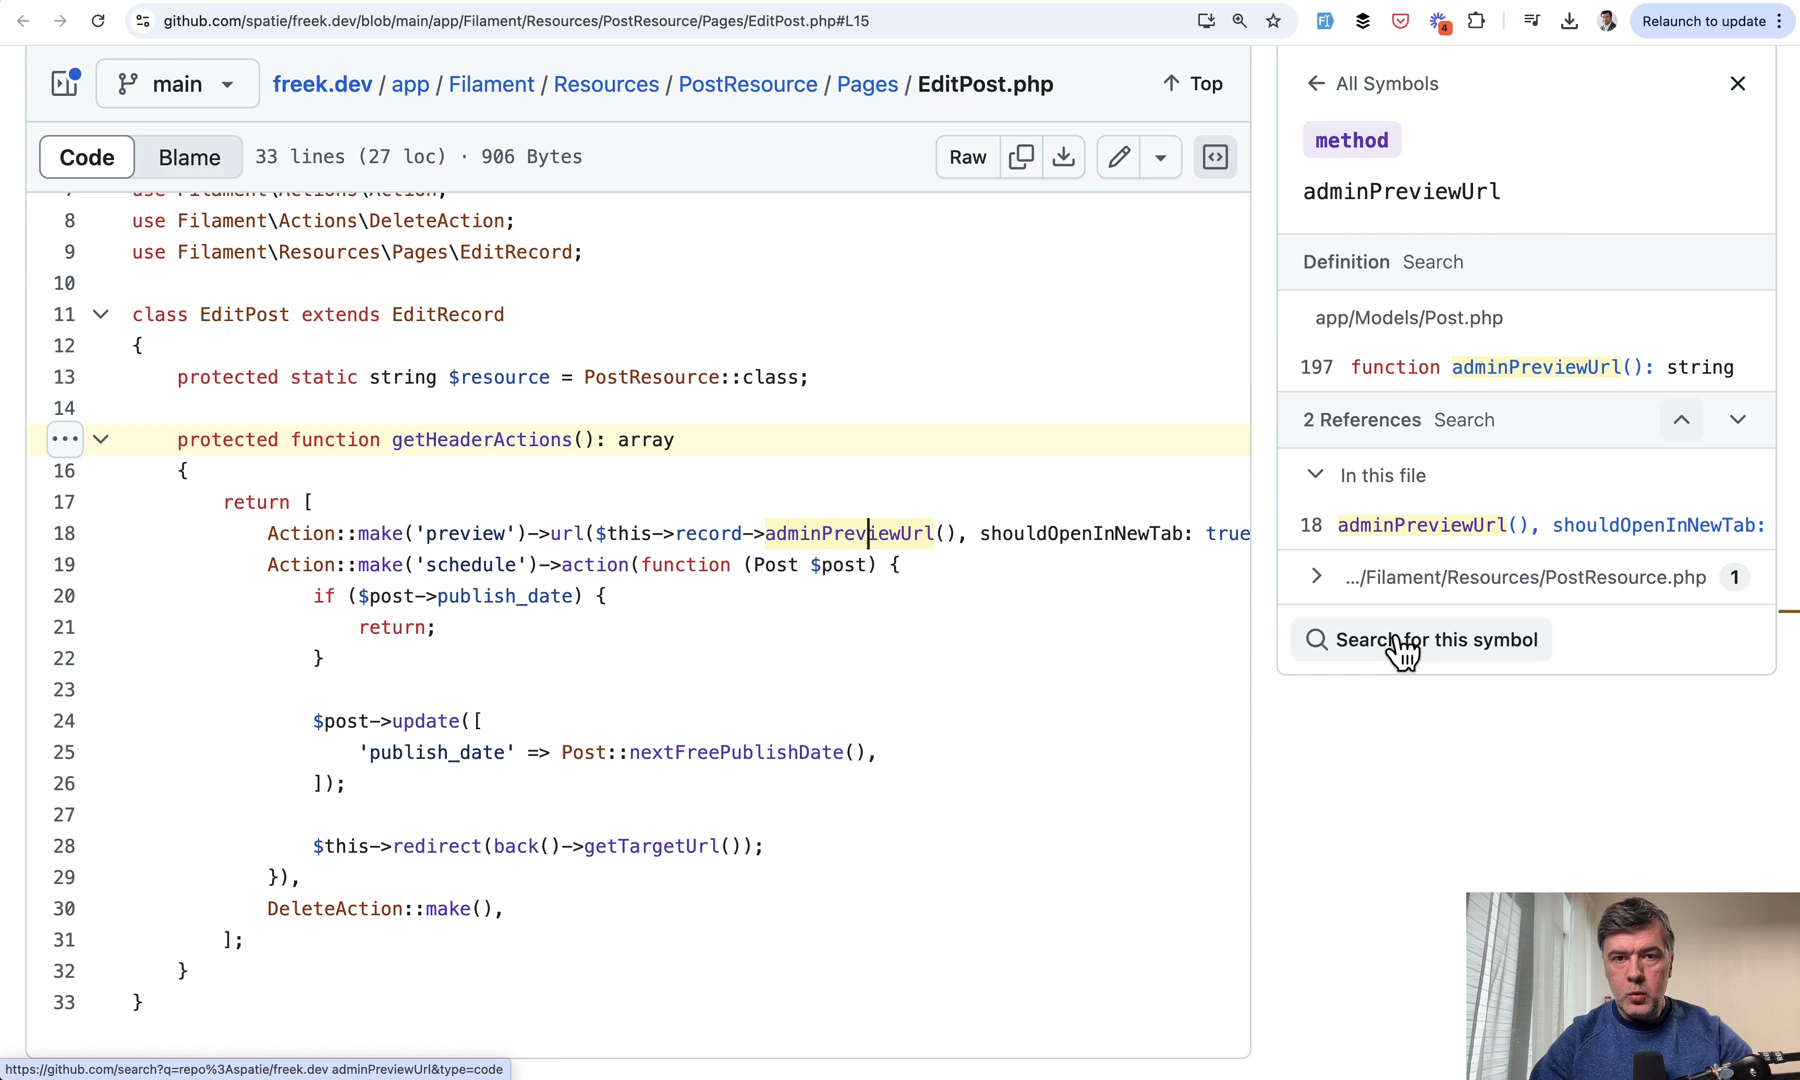 github.com/spatie/freek.dev/blob/main/app/Filament/Resources/PostResource/Pages/EditPost.php#L15
4
Relaunch to update
main
freek.dev / app / Filament / Resources / PostResource / Pages / EditPost.php
Top
Code Blame 33 lines (27 loc) · 906 Bytes
Raw
7 use Filament\Actions\Action;
8 use Filament\Actions\DeleteAction;
9 use Filament\Resources\Pages\EditRecord;
10
11 class EditPost extends EditRecord
12 {
13 protected static string $resource = PostResource::class;
14
protected function getHeaderActions(): array
16 {
17 return [
18 Action::make('preview')->url($this->record->adminPreviewUrl(), shouldOpenInNewTab: true
19 Action::make('schedule')->action(function (Post $post) {
20 if ($post->publish_date) {
21 return;
22 }
23
24 $post->update([
25 'publish_date' => Post::nextFreePublishDate(),
26 ]);
27
28 $this->redirect(back()->getTargetUrl());
29 }),
30 DeleteAction::make(),
31 ];
32 }
33 }
All Symbols
method
adminPreviewUrl
Definition Search
app/Models/Post.php
197 function adminPreviewUrl(): string
2 References Search
In this file
18 adminPreviewUrl(), shouldOpenInNewTab:
.../Filament/Resources/PostResource.php 1
Search for this symbol
https://github.com/search?q=repo%3Aspatie/freek.dev adminPreviewUrl&type=code